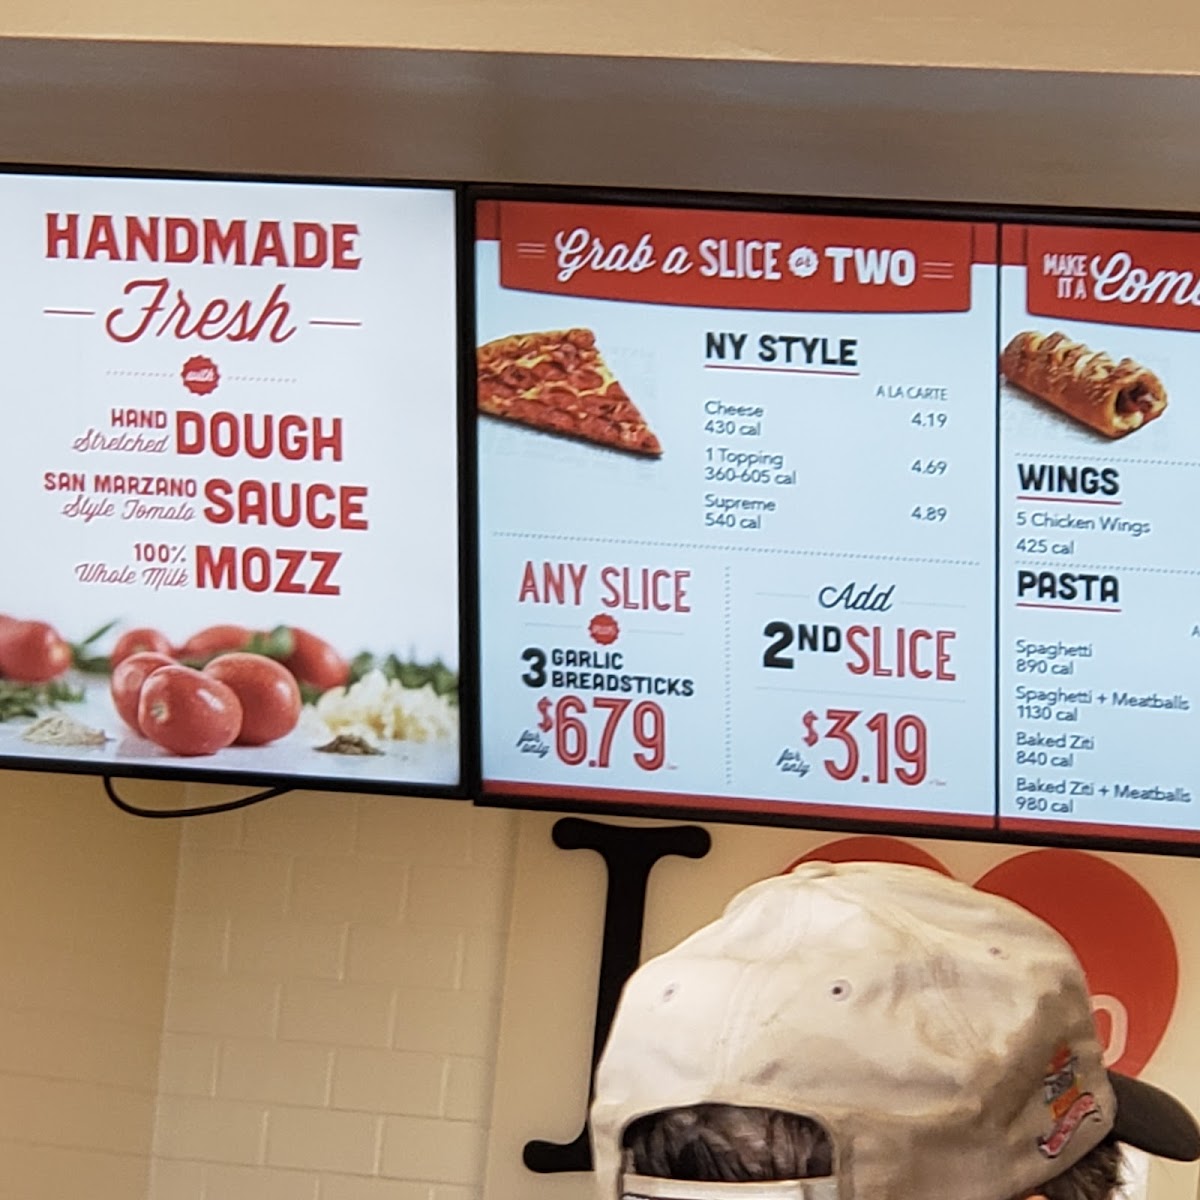 HANDMADE
Fresh
with
HAND Stretched DOUGH
SAN MARZANO Style Tomato SAUCE
100% Whole Milk MOZZ
Grab a SLICE or TWO
NY STYLE
A LA CARTE
Cheese 4.19
430 cal
1 Topping 4.69
360-605 cal
Supreme 4.89
540 cal
ANY SLICE
PLUS
3 GARLIC BREADSTICKS
for only $6.79
Add
2ND SLICE
for only $3.19
MAKE IT A
WINGS
5 Chicken Wings
425 cal
PASTA
Spaghetti
890 cal
Spaghetti + Meatballs
1130 cal
Baked Ziti
840 cal
Baked Ziti + Meatballs
980 cal
I